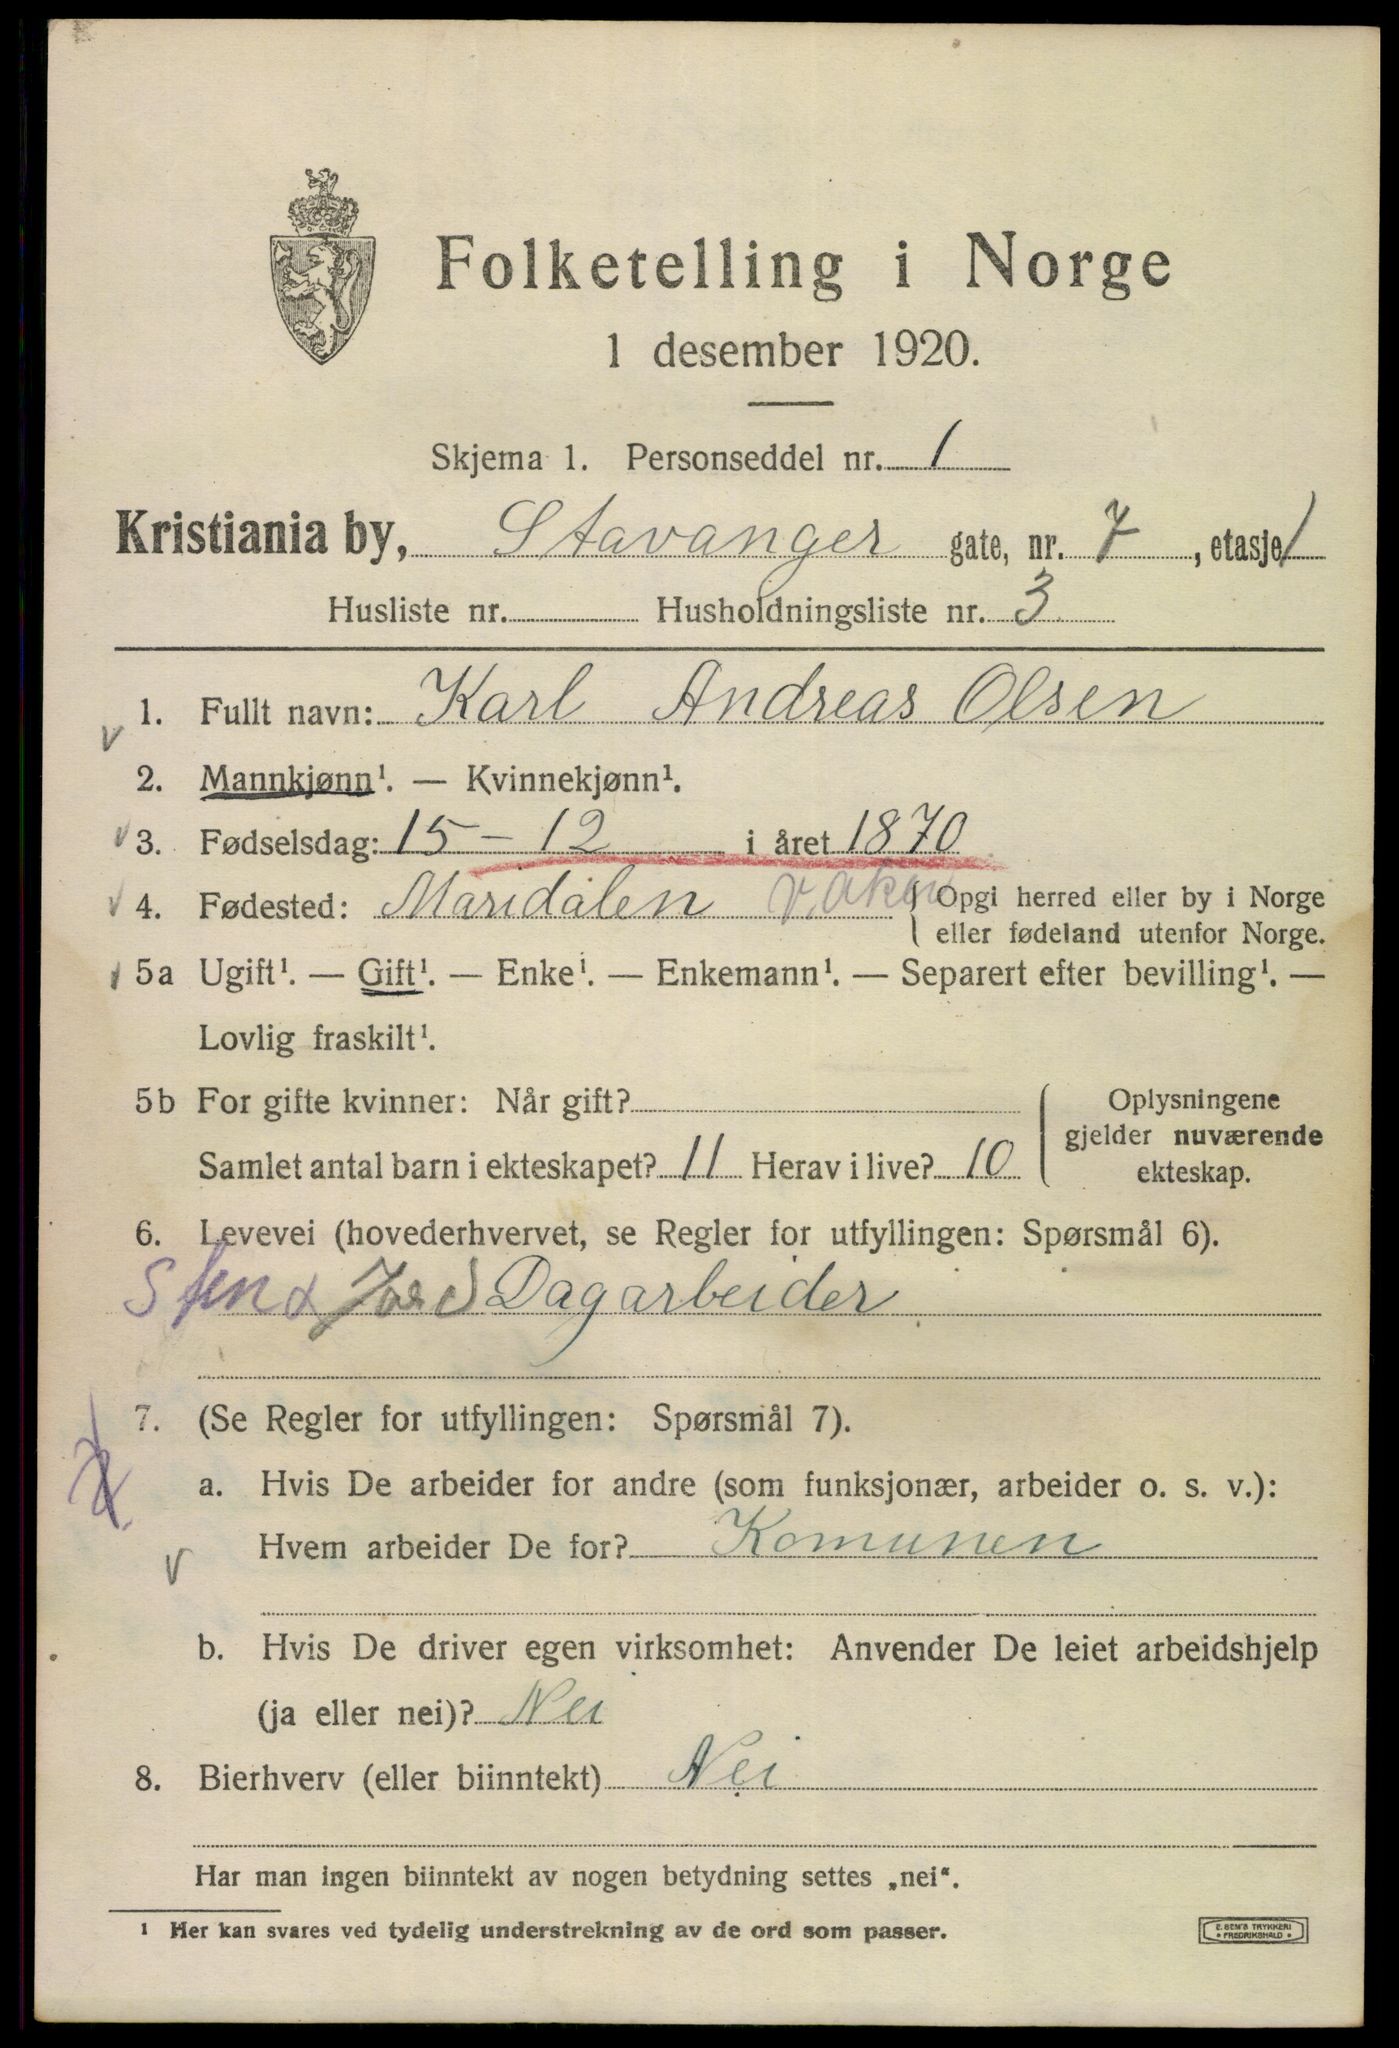 Folketelling i Norge
1 desember 1920.
Skjema 1. Personseddel nr. 1
Kristiania by, Stavanger gate, nr. 7, etasje 1
Husliste nr. Husholdningsliste nr. 3
1. Fullt navn: Karl Andreas Olsen
2. Mannkjønn¹. — Kvinnekjønn¹.
3. Fødselsdag: 15 – 12 i året 1870
4. Fødested: Maridalen v. Aker { Opgi herred eller by i Norge
eller fødeland utenfor Norge.
5a Ugift¹. — Gift¹. — Enke¹. — Enkemann¹. — Separert efter bevilling¹. —
Lovlig fraskilt¹.
5b For gifte kvinner: Når gift?
Samlet antal barn i ekteskapet? 11 Herav i live? 10
Oplysningene
gjelder nuværende
ekteskap.
6. Levevei (hovederhvervet, se Regler for utfyllingen: Spørsmål 6).
Jord Dagarbeider
7. (Se Regler for utfyllingen: Spørsmål 7).
a. Hvis De arbeider for andre (som funksjonær, arbeider o. s. v.):
Hvem arbeider De for? Komunen
b. Hvis De driver egen virksomhet: Anvender De leiet arbeidshjelp
(ja eller nei)? Nei
8. Bierhverv (eller biinntekt) Nei
Har man ingen biinntekt av nogen betydning settes „nei“.
¹ Her kan svares ved tydelig understrekning av de ord som passer.
E. SEM'S TRYKKERI
• FREDRIKSHALD •